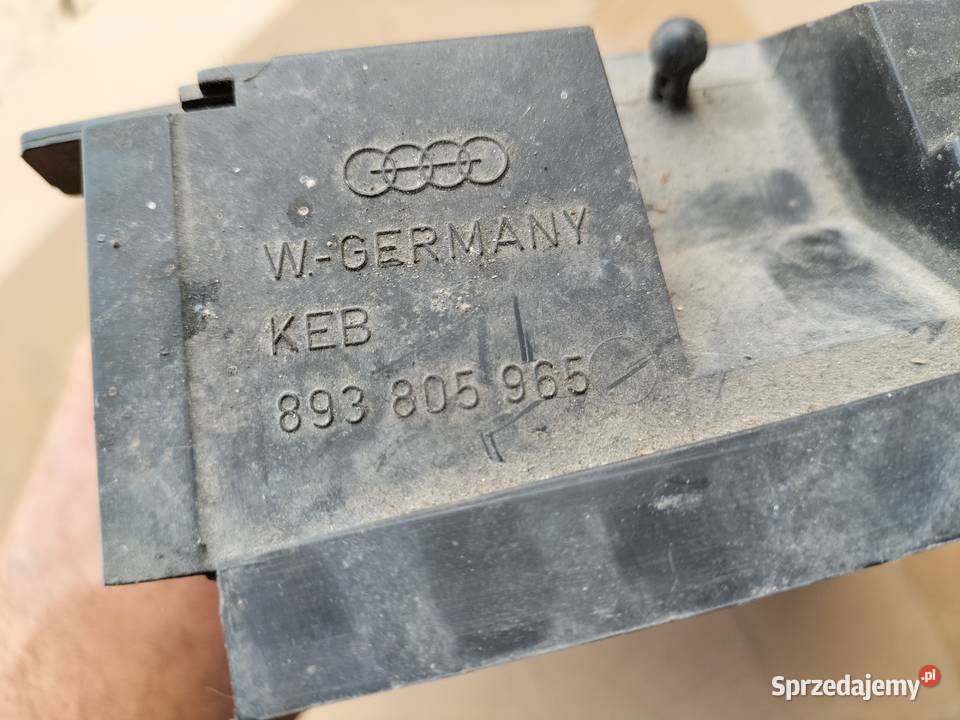 W.-GERMANY
KEB
893 805 965
Sprzedajemy.pl